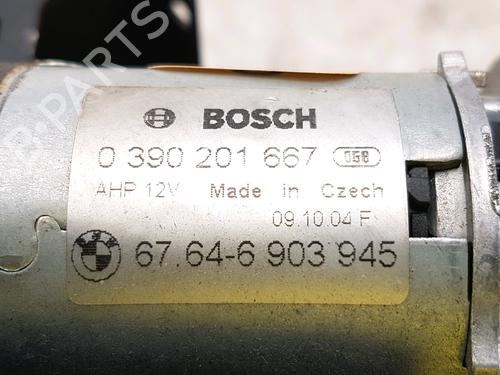 BOSCH
0 390 201 667 058
AHP 12V Made in Czech
09.10.04 F
67.64-6 903 945